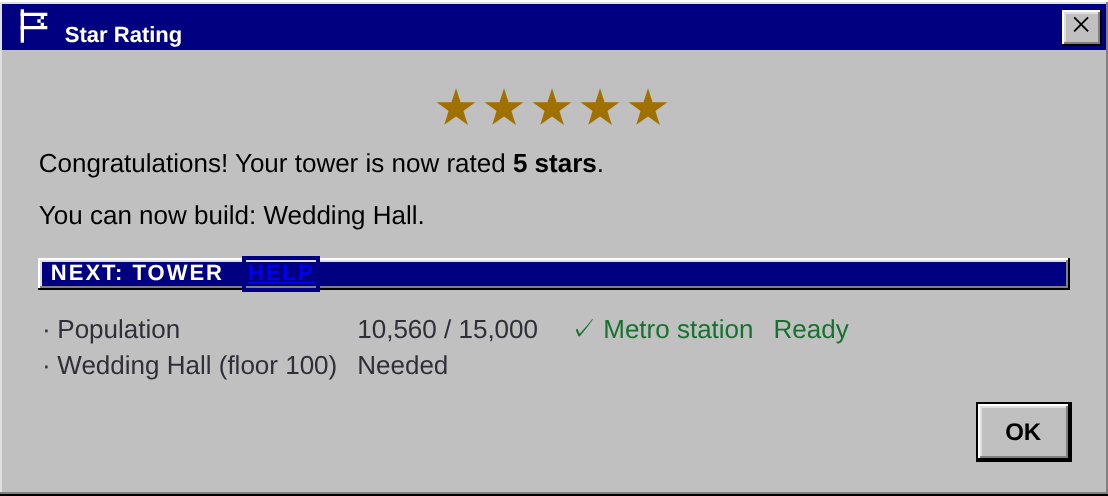 Star Rating
★★★★★
Congratulations! Your tower is now rated 5 stars.
You can now build: Wedding Hall.
NEXT: TOWER HELP
· Population 10,560 / 15,000 ✓ Metro station Ready
· Wedding Hall (floor 100) Needed
OK